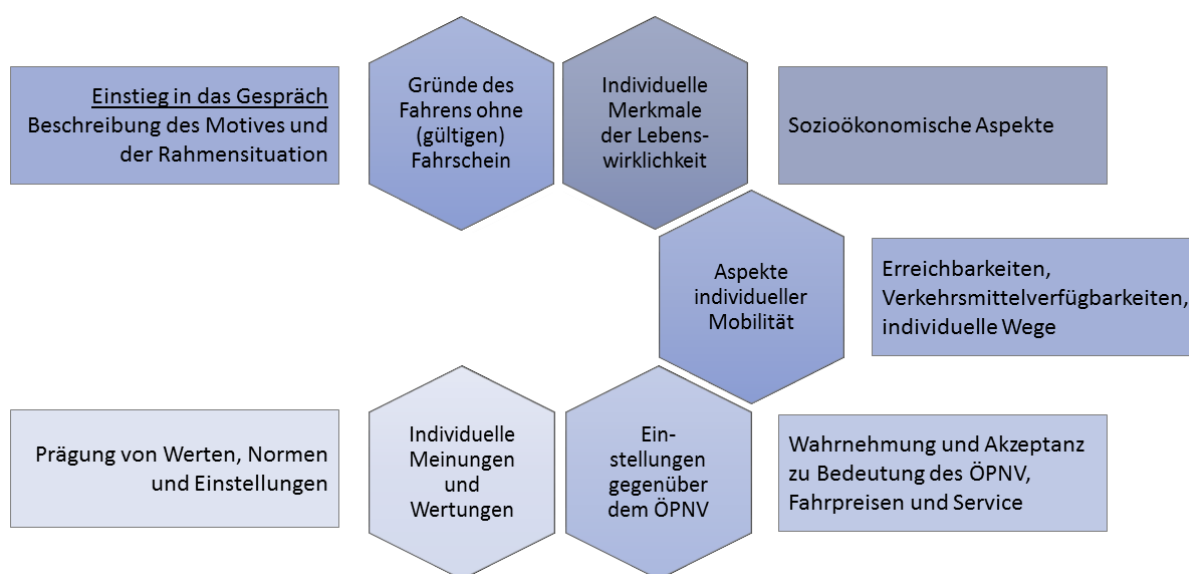 Einstieg in das Gespräch
Beschreibung des Motives und
der Rahmensituation
Gründe des
Fahrens ohne
(gültigen)
Fahrschein
Individuelle
Merkmale
der Lebens-
wirklichkeit
Sozioökonomische Aspekte
Aspekte
individueller
Mobilität
Erreichbarkeiten,
Verkehrsmittelverfügbarkeiten,
individuelle Wege
Prägung von Werten, Normen
und Einstellungen
Individuelle
Meinungen
und
Wertungen
Ein-
stellungen
gegenüber
dem ÖPNV
Wahrnehmung und Akzeptanz
zu Bedeutung des ÖPNV,
Fahrpreisen und Service